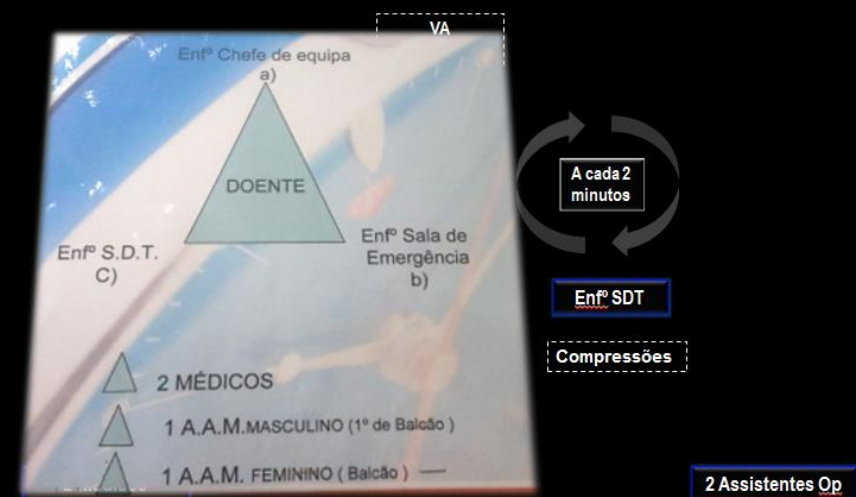 VA
Enfº Chefe de equipa
a)
DOENTE
Enfº S.D.T.
C)
Enfº Sala de
Emergência
b)
2 MÉDICOS
1 A.A.M.MASCULINO (1º de Balcão )
1 A.A.M. FEMININO ( Balcão )
A cada 2
minutos
Enfº SDT
Compressões
2 Assistentes Op